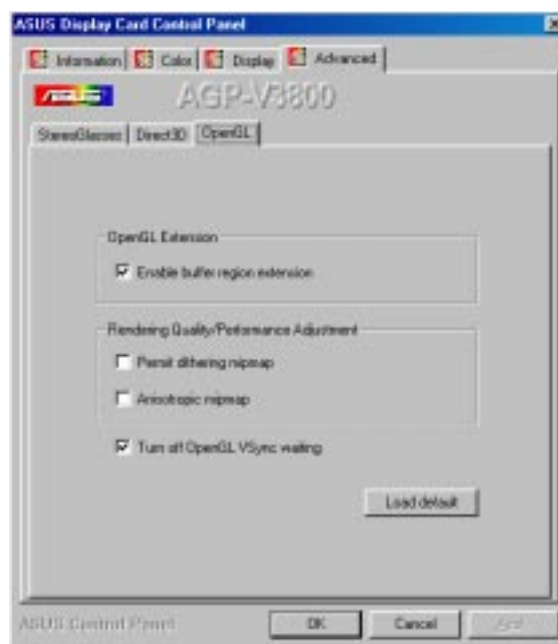 ASUS Display Card Control Panel
Information Color Display Advanced
ASUS AGP-V3800
StereoGlasses Direct3D OpenGL
OpenGL Extension
Enable buffer region extension
Rendering Quality/Performance Adjustment
Permit dithering mipmap
Anisotropic mipmap
Turn off OpenGL VSync waiting
Load default
ASUS Control Panel OK Cancel